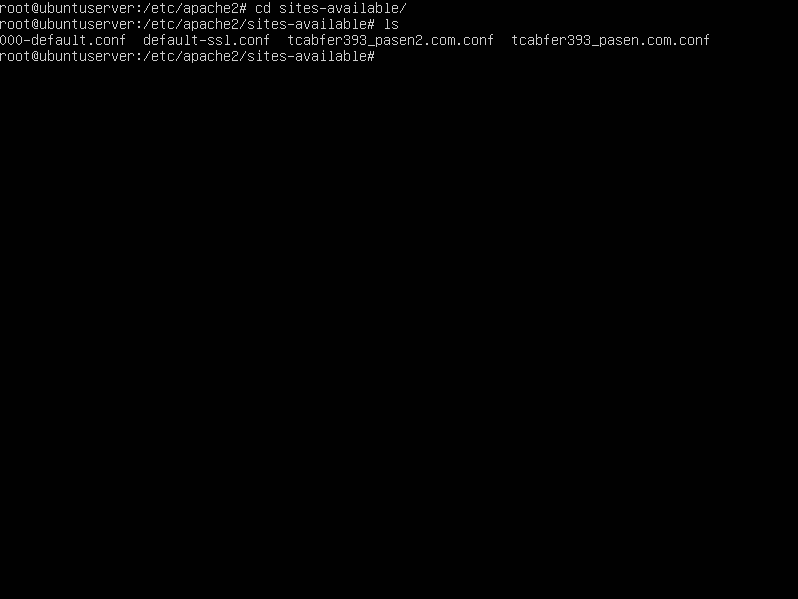 root@ubuntuserver:/etc/apache2# cd sites-available/
root@ubuntuserver:/etc/apache2/sites-available# ls
000-default.conf  default-ssl.conf  tcabfer393_pasen2.com.conf  tcabfer393_pasen.com.conf
root@ubuntuserver:/etc/apache2/sites-available#